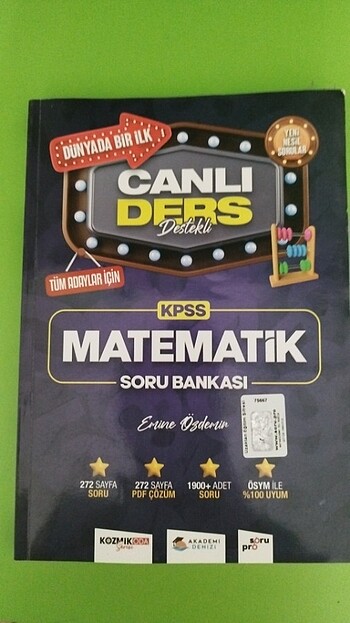 DÜNYADA BİR İLK
YENİ
NESİL
SORULAR
CANLI
DERS
Destekli
TÜM ADAYLAR İÇİN
KPSS
MATEMATİK
SORU BANKASI
Emine Özdemir
75867
272 SAYFA
SORU
272 SAYFA
PDF ÇÖZÜM
1900+ ADET
SORU
ÖSYM İLE
%100 UYUM
KOZMİKODA
Serisi
AKADEMİ
DENİZİ
soru
pro